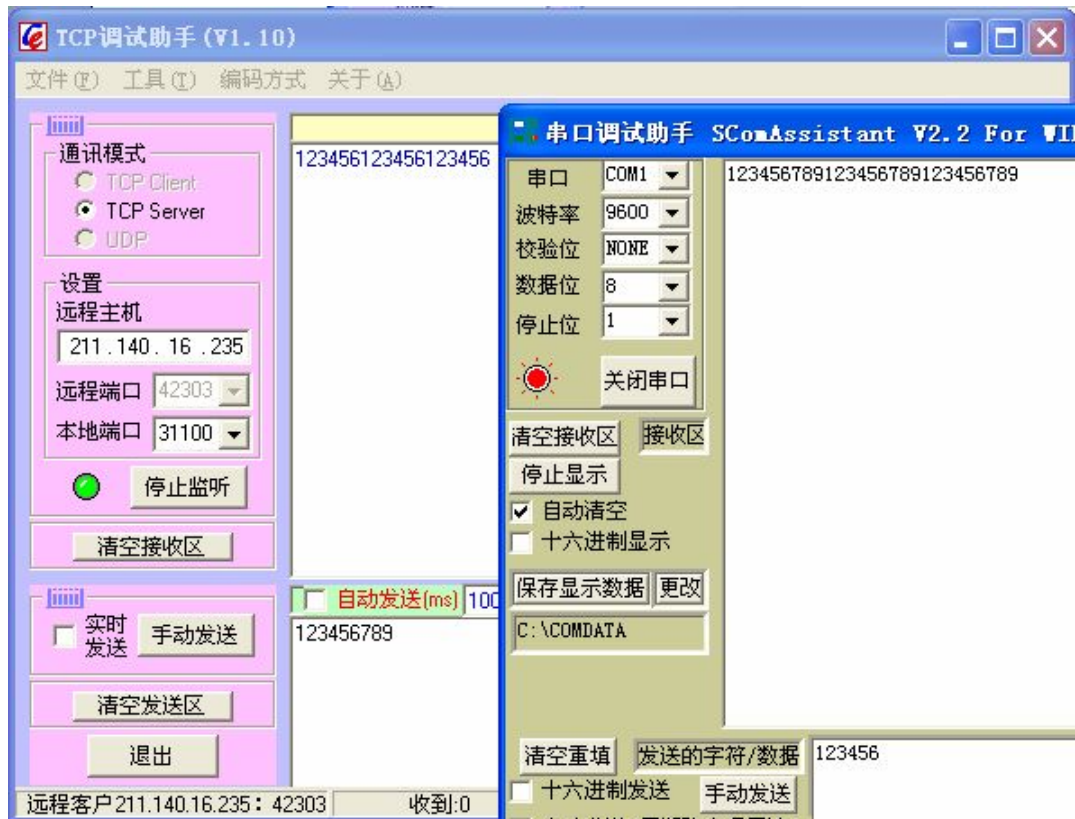 TCP调试助手(V1.10)
文件(F) 工具(T) 编码方式 关于(A)
通讯模式
TCP Client
TCP Server
UDP
设置
远程主机
211.140.16.235
远程端口 42303
本地端口 31100
停止监听
清空接收区
实时发送 手动发送
清空发送区
退出
123456123456123456
自动发送(ms) 100
123456789
远程客户211.140.16.235:42303 收到:0
串口调试助手 SComAssistant V2.2 For WI
串口 COM1
波特率 9600
校验位 NONE
数据位 8
停止位 1
关闭串口
清空接收区 接收区
停止显示
自动清空
十六进制显示
保存显示数据 更改
C:\COMDATA
123456789123456789123456789
清空重填 发送的字符/数据 123456
十六进制发送 手动发送